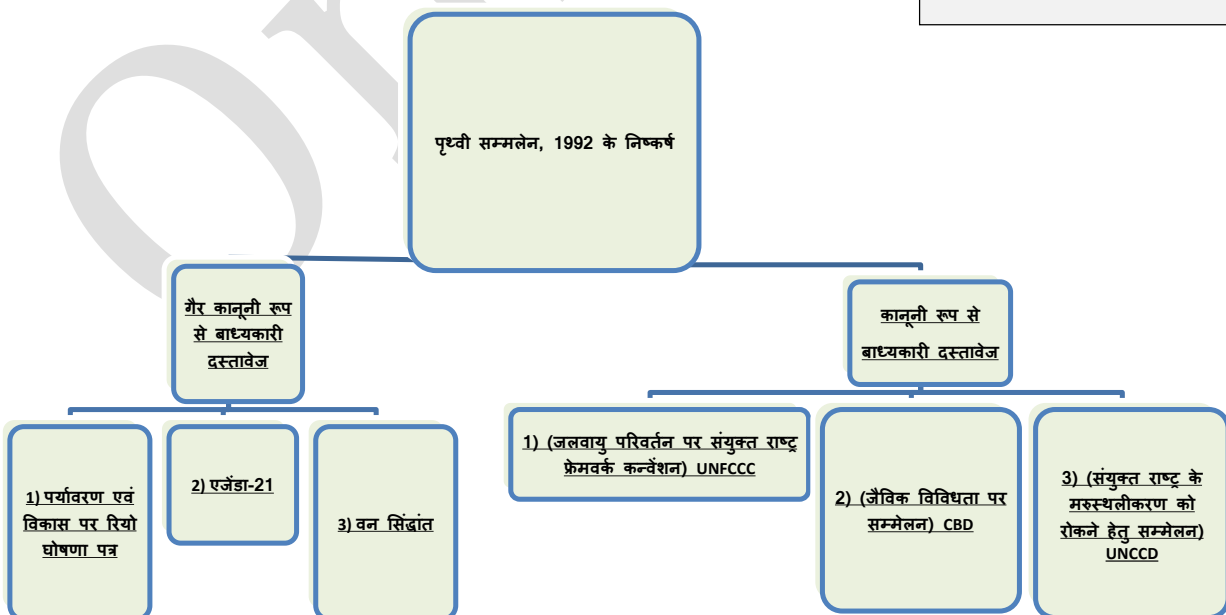 पृथ्वी सम्मलेन, 1992 के निष्कर्ष
गैर कानूनी रूप
से बाध्यकारी
दस्तावेज
कानूनी रूप से
बाध्यकारी दस्तावेज
1) पर्यावरण एवं
विकास पर रियो
घोषणा पत्र
2) एजेंडा-21
3) वन सिंद्धांत
1) (जलवायु परिवर्तन पर संयुक्त राष्ट्र
फ्रेमवर्क कन्वेंशन) UNFCCC
2) (जैविक विविधता पर
सम्मेलन) CBD
3) (संयुक्त राष्ट के
मरुस्थलीकरण को
रोकने हेतु सम्मेलन)
UNCCD